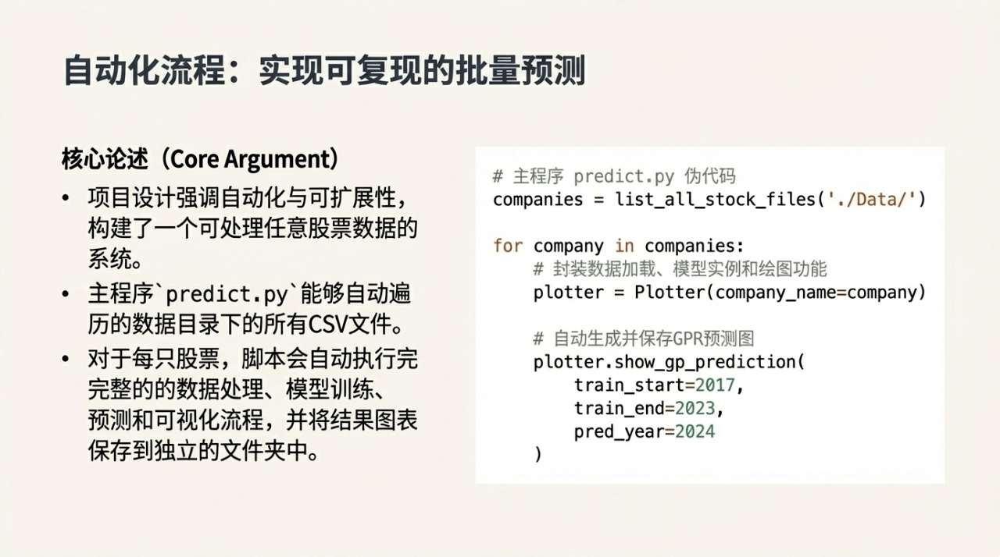 自动化流程：实现可复现的批量预测
核心论述（Core Argument）
• 项目设计强调自动化与可扩展性，
构建了一个可处理任意股票数据的
系统。
• 主程序`predict.py`能够自动遍
历的数据目录下的所有CSV文件。
• 对于每只股票，脚本会自动执行完
完整的的数据处理、模型训练、
预测和可视化流程，并将结果图表
保存到独立的文件夹中。
# 主程序 predict.py 伪代码
companies = list_all_stock_files('./Data/')
for company in companies:
    # 封装数据加载、模型实例和绘图功能
    plotter = Plotter(company_name=company)
    # 自动生成并保存GPR预测图
    plotter.show_gp_prediction(
        train_start=2017,
        train_end=2023,
        pred_year=2024
    )